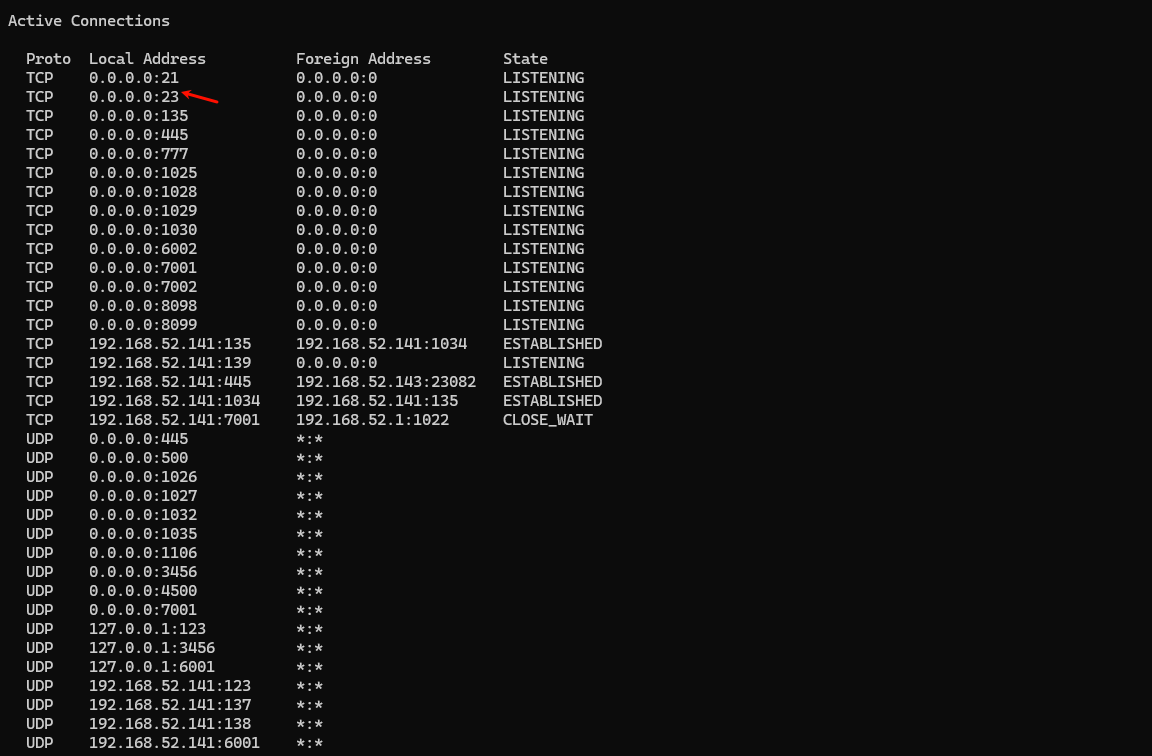 Active Connections
Proto  Local Address          Foreign Address        State
TCP    0.0.0.0:21             0.0.0.0:0              LISTENING
TCP    0.0.0.0:23             0.0.0.0:0              LISTENING
TCP    0.0.0.0:135            0.0.0.0:0              LISTENING
TCP    0.0.0.0:445            0.0.0.0:0              LISTENING
TCP    0.0.0.0:777            0.0.0.0:0              LISTENING
TCP    0.0.0.0:1025           0.0.0.0:0              LISTENING
TCP    0.0.0.0:1028           0.0.0.0:0              LISTENING
TCP    0.0.0.0:1029           0.0.0.0:0              LISTENING
TCP    0.0.0.0:1030           0.0.0.0:0              LISTENING
TCP    0.0.0.0:6002           0.0.0.0:0              LISTENING
TCP    0.0.0.0:7001           0.0.0.0:0              LISTENING
TCP    0.0.0.0:7002           0.0.0.0:0              LISTENING
TCP    0.0.0.0:8098           0.0.0.0:0              LISTENING
TCP    0.0.0.0:8099           0.0.0.0:0              LISTENING
TCP    192.168.52.141:135     192.168.52.141:1034    ESTABLISHED
TCP    192.168.52.141:139     0.0.0.0:0              LISTENING
TCP    192.168.52.141:445     192.168.52.143:23082   ESTABLISHED
TCP    192.168.52.141:1034    192.168.52.141:135     ESTABLISHED
TCP    192.168.52.141:7001    192.168.52.1:1022      CLOSE_WAIT
UDP    0.0.0.0:445            *:*
UDP    0.0.0.0:500            *:*
UDP    0.0.0.0:1026           *:*
UDP    0.0.0.0:1027           *:*
UDP    0.0.0.0:1032           *:*
UDP    0.0.0.0:1035           *:*
UDP    0.0.0.0:1106           *:*
UDP    0.0.0.0:3456           *:*
UDP    0.0.0.0:4500           *:*
UDP    0.0.0.0:7001           *:*
UDP    127.0.0.1:123          *:*
UDP    127.0.0.1:3456         *:*
UDP    127.0.0.1:6001         *:*
UDP    192.168.52.141:123     *:*
UDP    192.168.52.141:137     *:*
UDP    192.168.52.141:138     *:*
UDP    192.168.52.141:6001    *:*